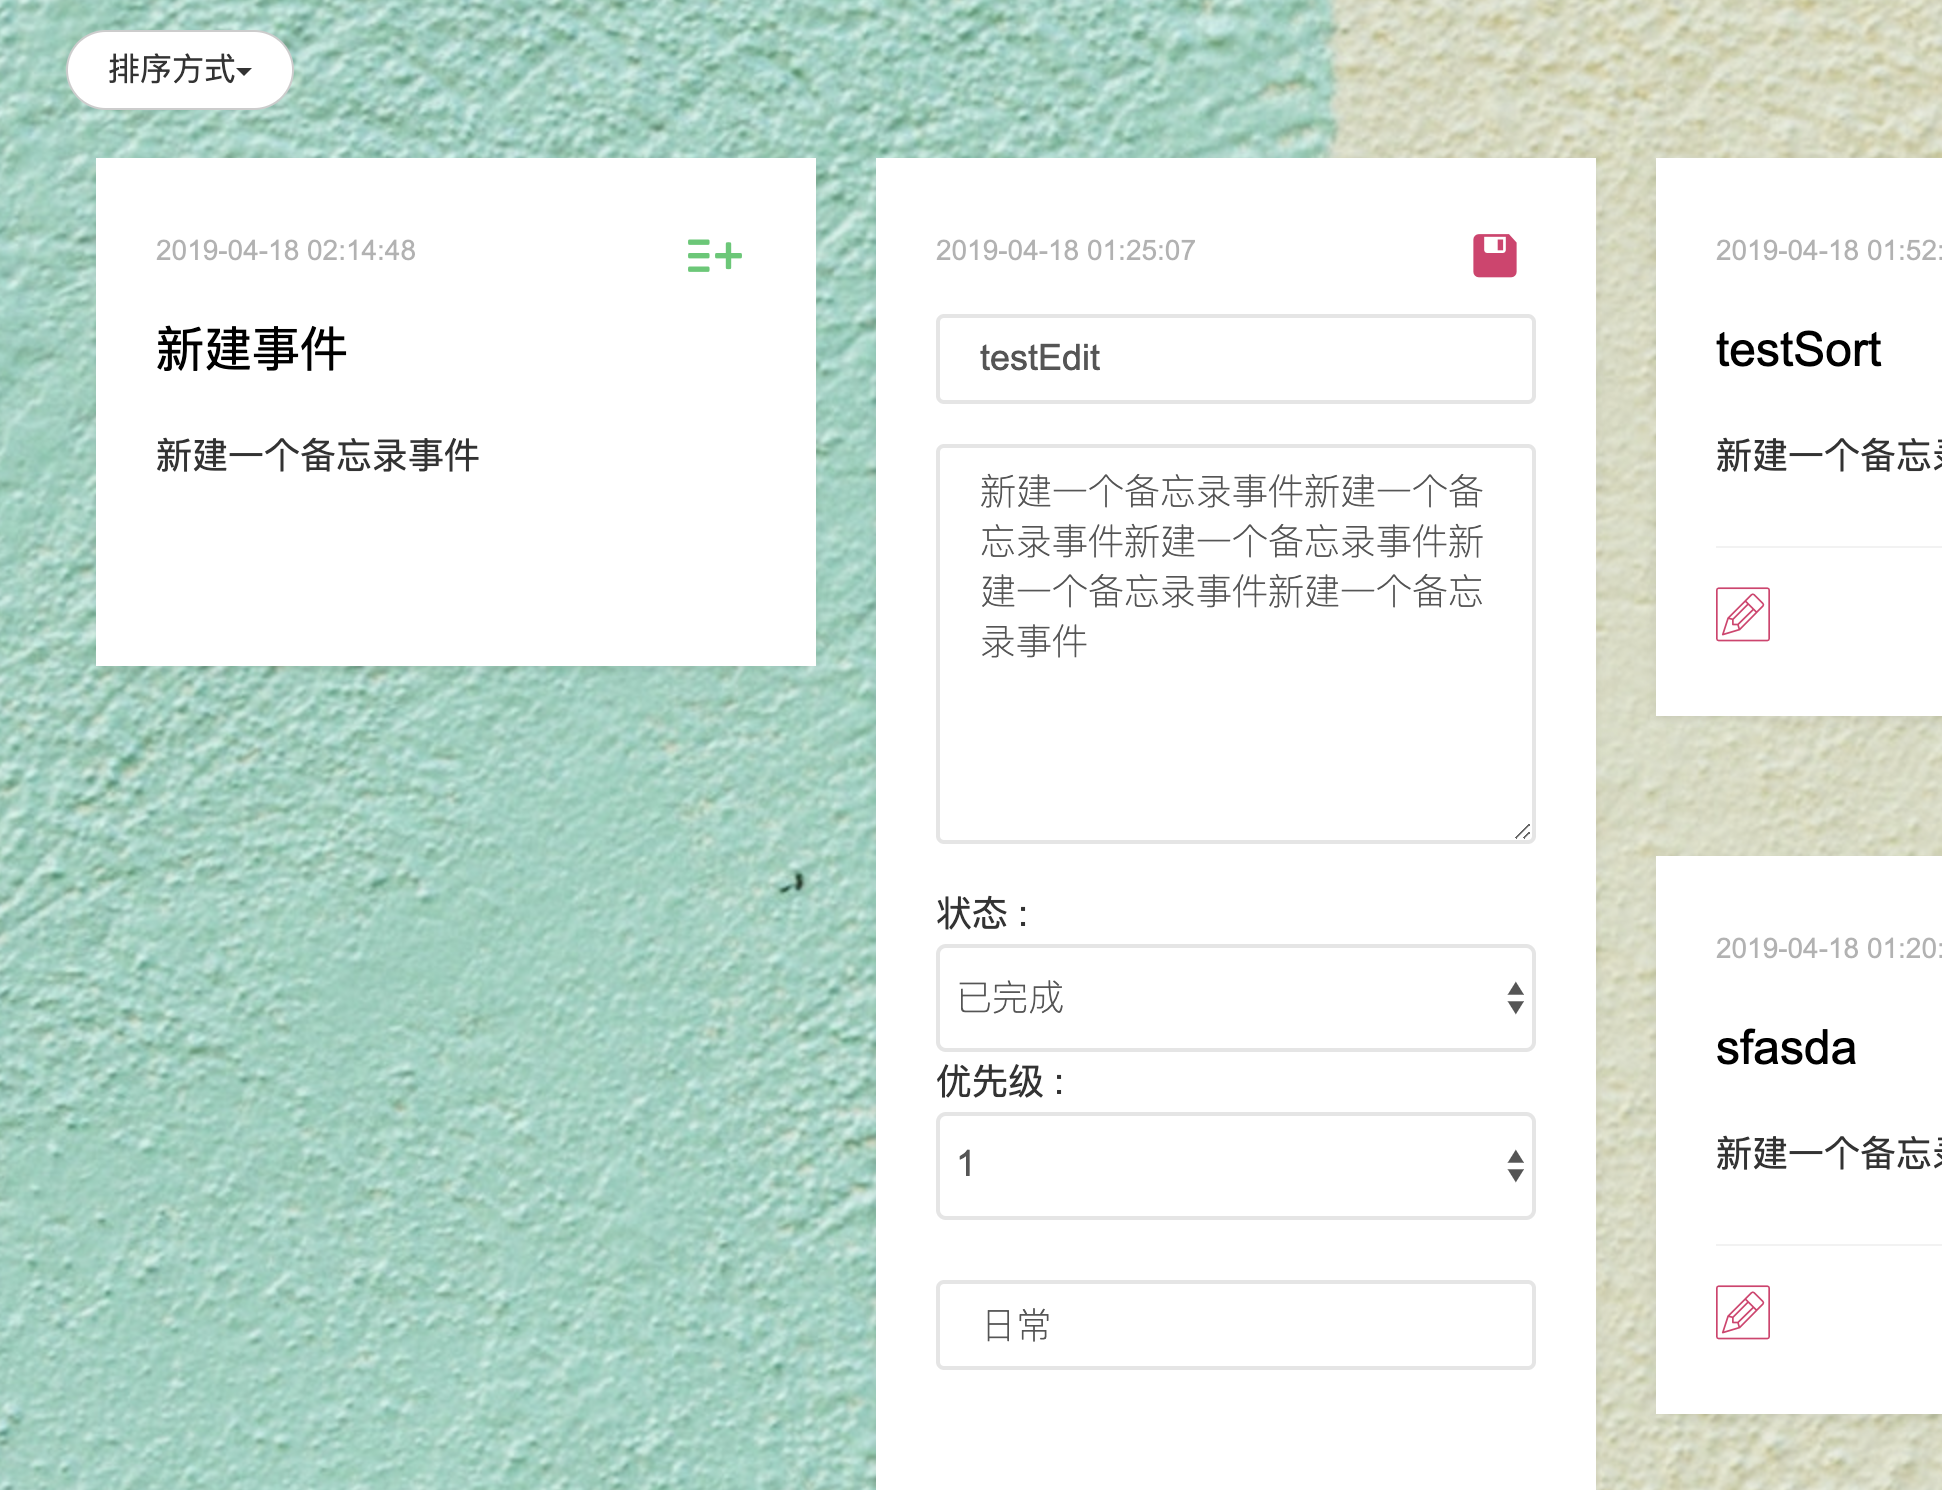 排序方式
2019-04-18 02:14:48
新建事件
新建一个备忘录事件
2019-04-18 01:25:07
testEdit
新建一个备忘录事件新建一个备
忘录事件新建一个备忘录事件新
建一个备忘录事件新建一个备忘
录事件
状态：
已完成
优先级：
1
日常
2019-04-18 01:52:
testSort
新建一个备忘
2019-04-18 01:20:
sfasda
新建一个备忘